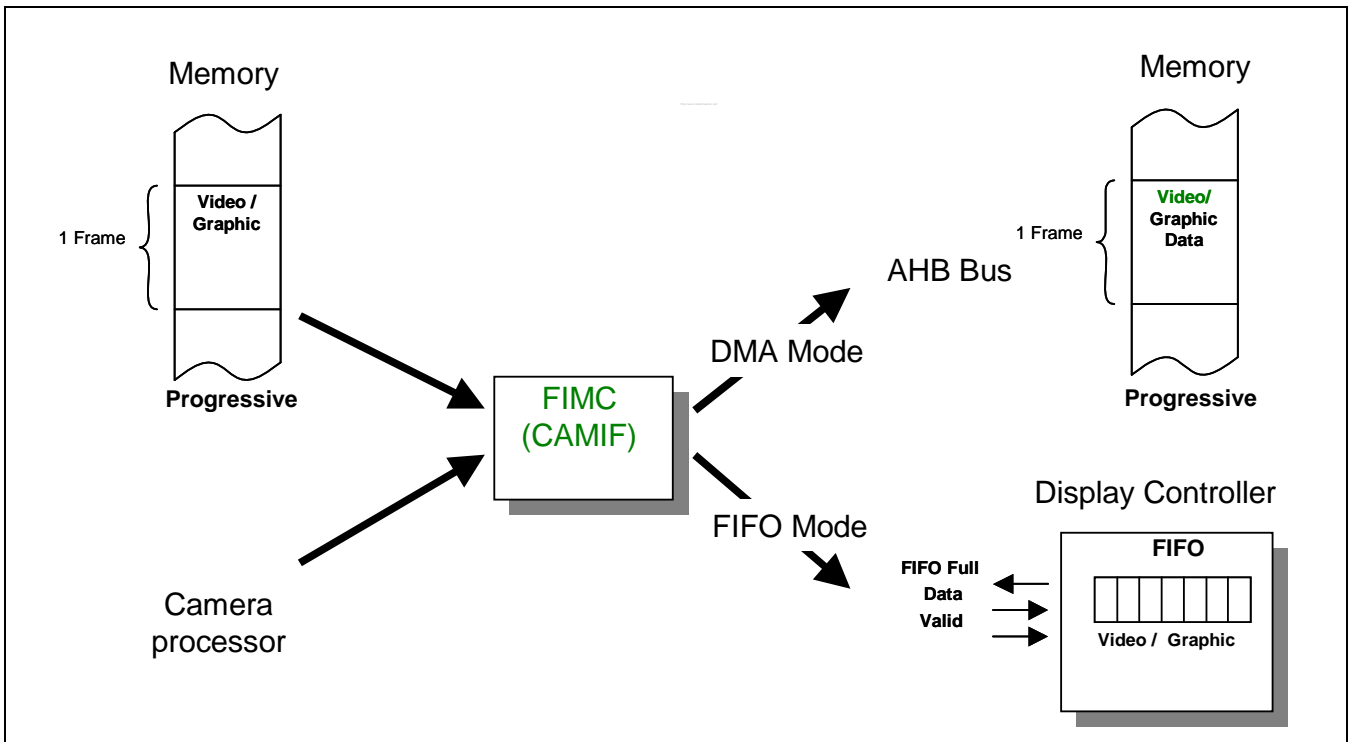 Memory
Video /
Graphic
1 Frame
Progressive
Camera
processor
FIMC
(CAMIF)
DMA Mode
AHB Bus
FIFO Mode
Memory
Video/
Graphic
Data
1 Frame
Progressive
Display Controller
FIFO
Video / Graphic
FIFO Full
Data
Valid